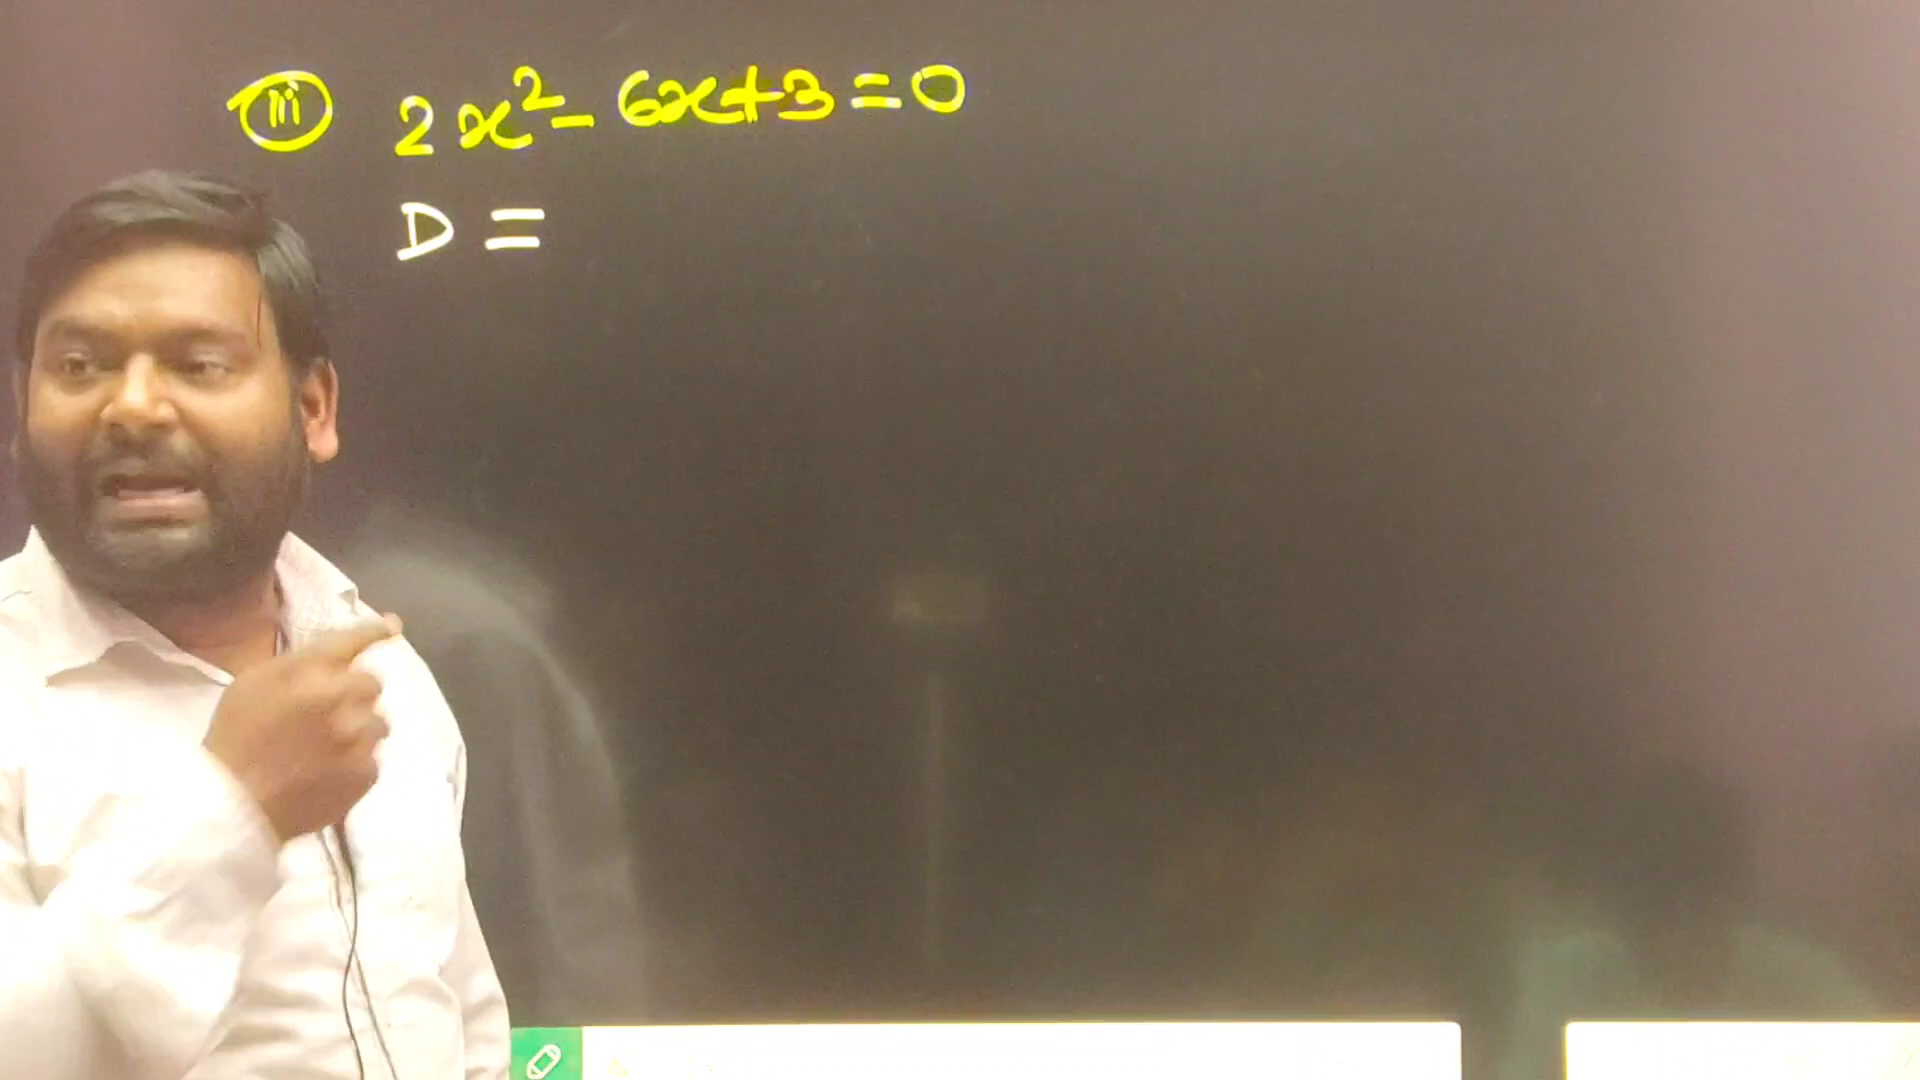 (iii) 2x² - 6x + 3 = 0
D =